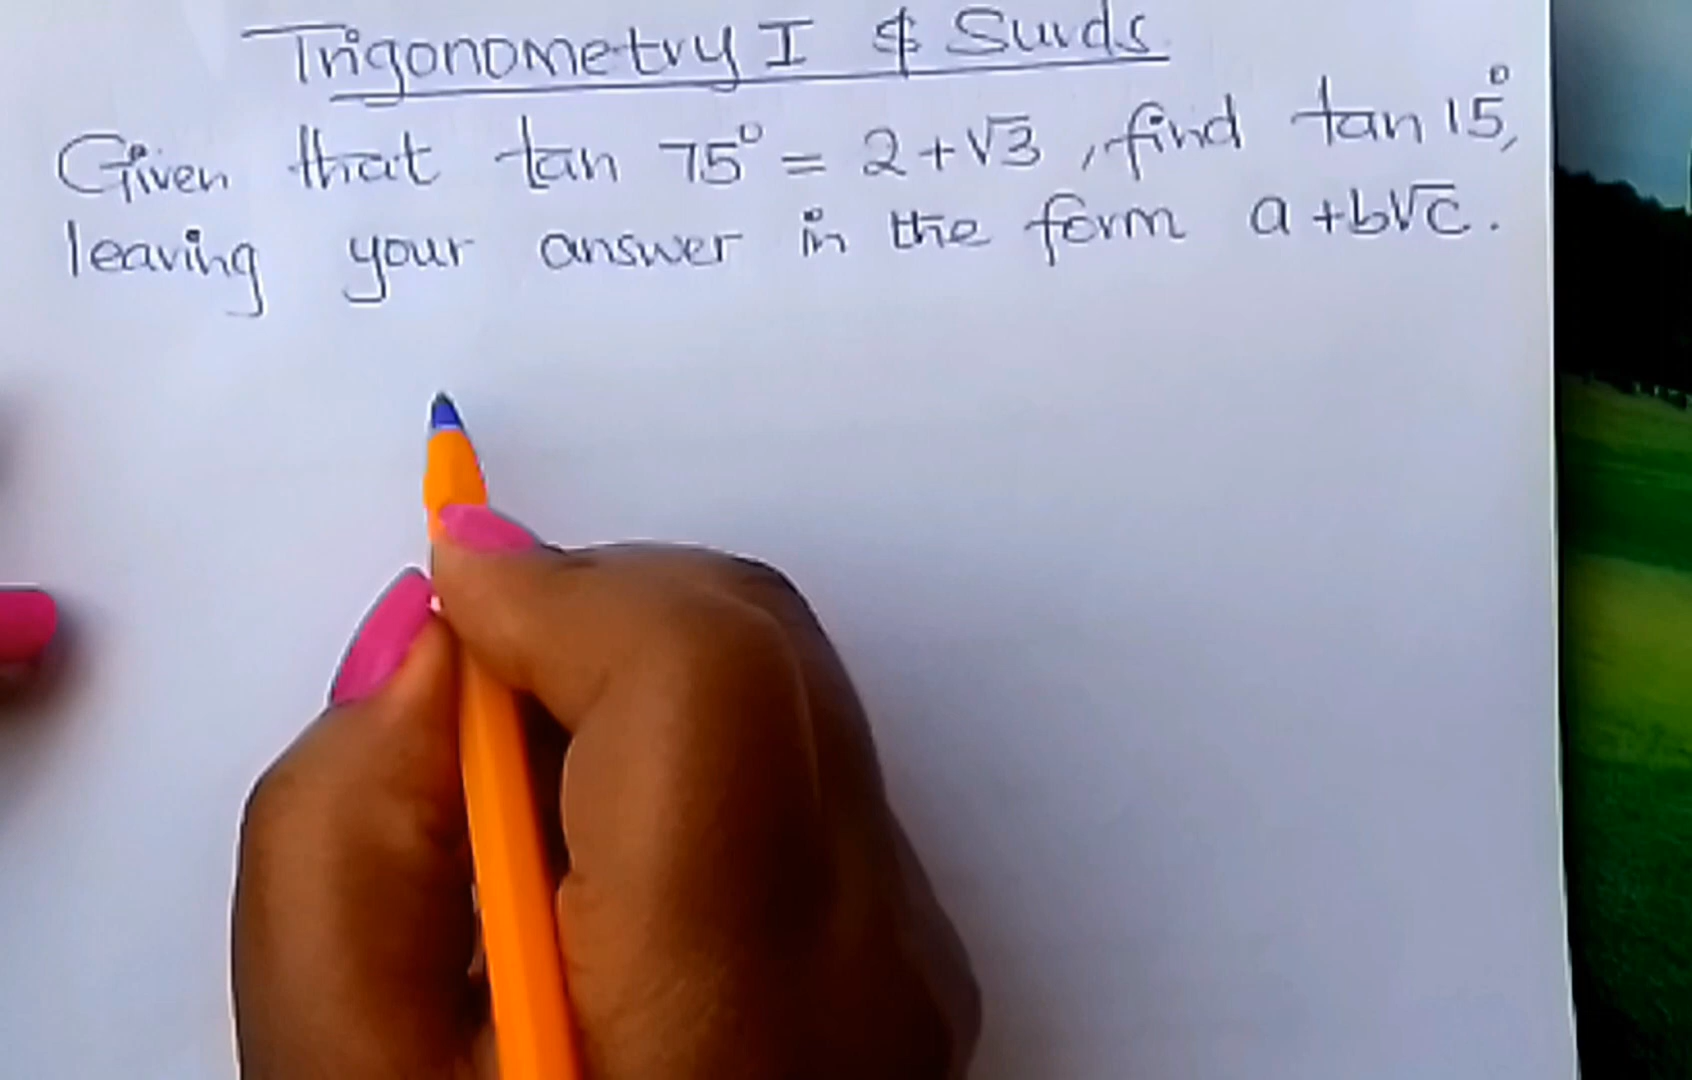 Trigonometry I & Surds
Given that tan 75° = 2+√3, find tan 15°,
leaving your answer in the form a+b√c.